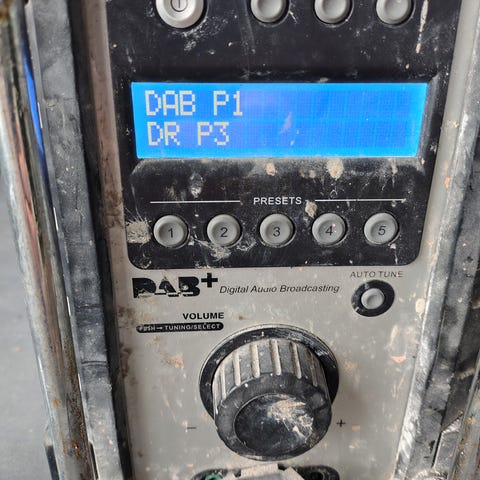 DAB P1
DR P3
PRESETS
1 2 3 4 5
DAB+ Digital Audio Broadcasting
AUTO TUNE
VOLUME
PUSH → TUNING/SELECT
− +